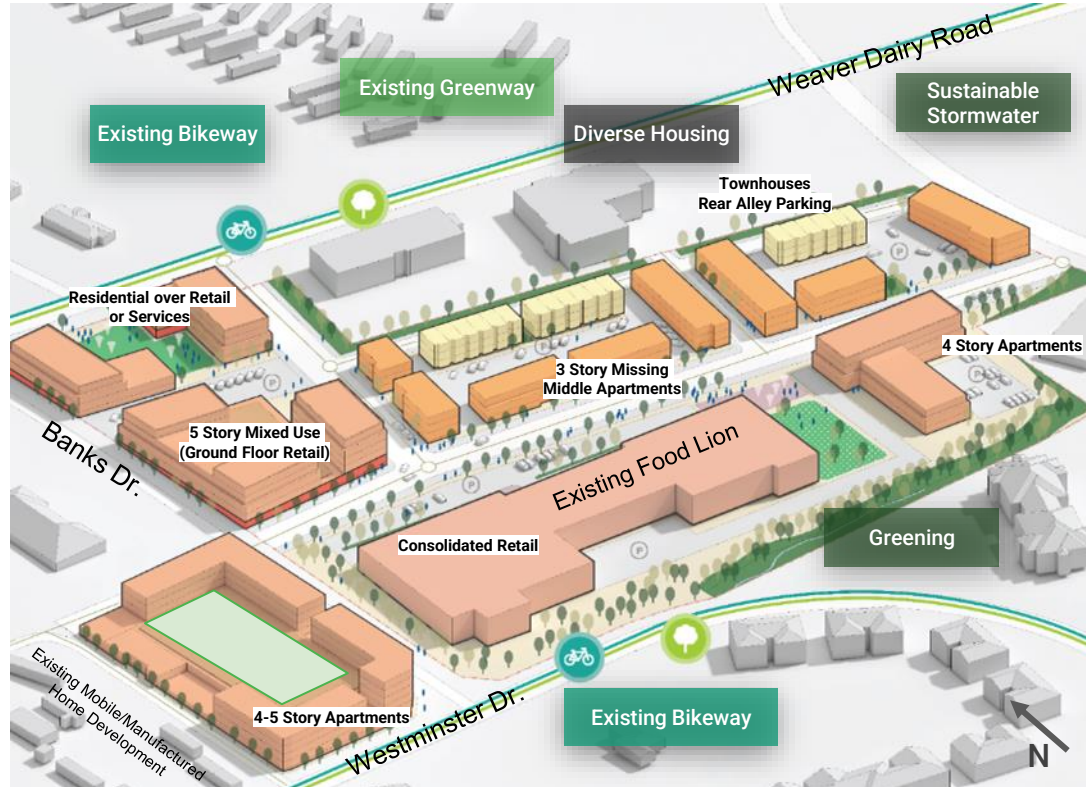 Weaver Dairy Road
Existing Greenway
Sustainable
Stormwater
Existing Bikeway
Diverse Housing
Townhouses
Rear Alley Parking
P
Residential over Retail
or Services
P
P
4 Story Apartments
3 Story Missing
Middle Apartments
P
5 Story Mixed Use
(Ground Floor Retail)
Banks Dr.
Existing Food Lion
P
Consolidated Retail
P
Greening
Existing Mobile/Manufactured
Home Development
4-5 Story Apartments
Westminster Dr.
Existing Bikeway
N